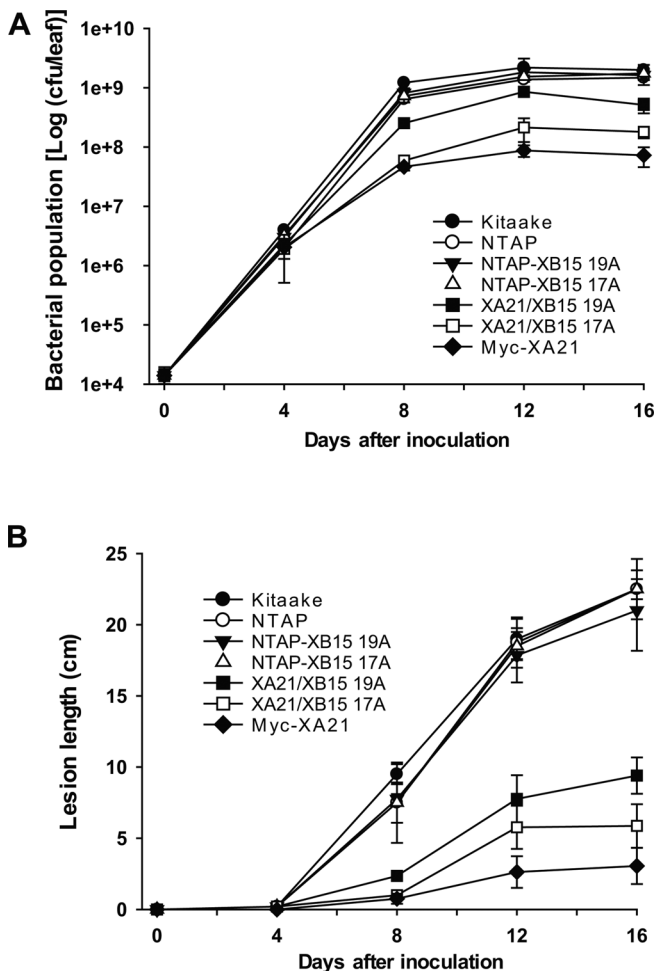 A
Bacterial population [Log (cfu/leaf)]
1e+10
1e+9
1e+8
1e+7
1e+6
1e+5
1e+4
Kitaake
NTAP
NTAP-XB15 19A
NTAP-XB15 17A
XA21/XB15 19A
XA21/XB15 17A
Myc-XA21
0 4 8 12 16
Days after inoculation
B
Lesion length (cm)
25
20
15
10
5
0
Kitaake
NTAP
NTAP-XB15 19A
NTAP-XB15 17A
XA21/XB15 19A
XA21/XB15 17A
Myc-XA21
0 4 8 12 16
Days after inoculation